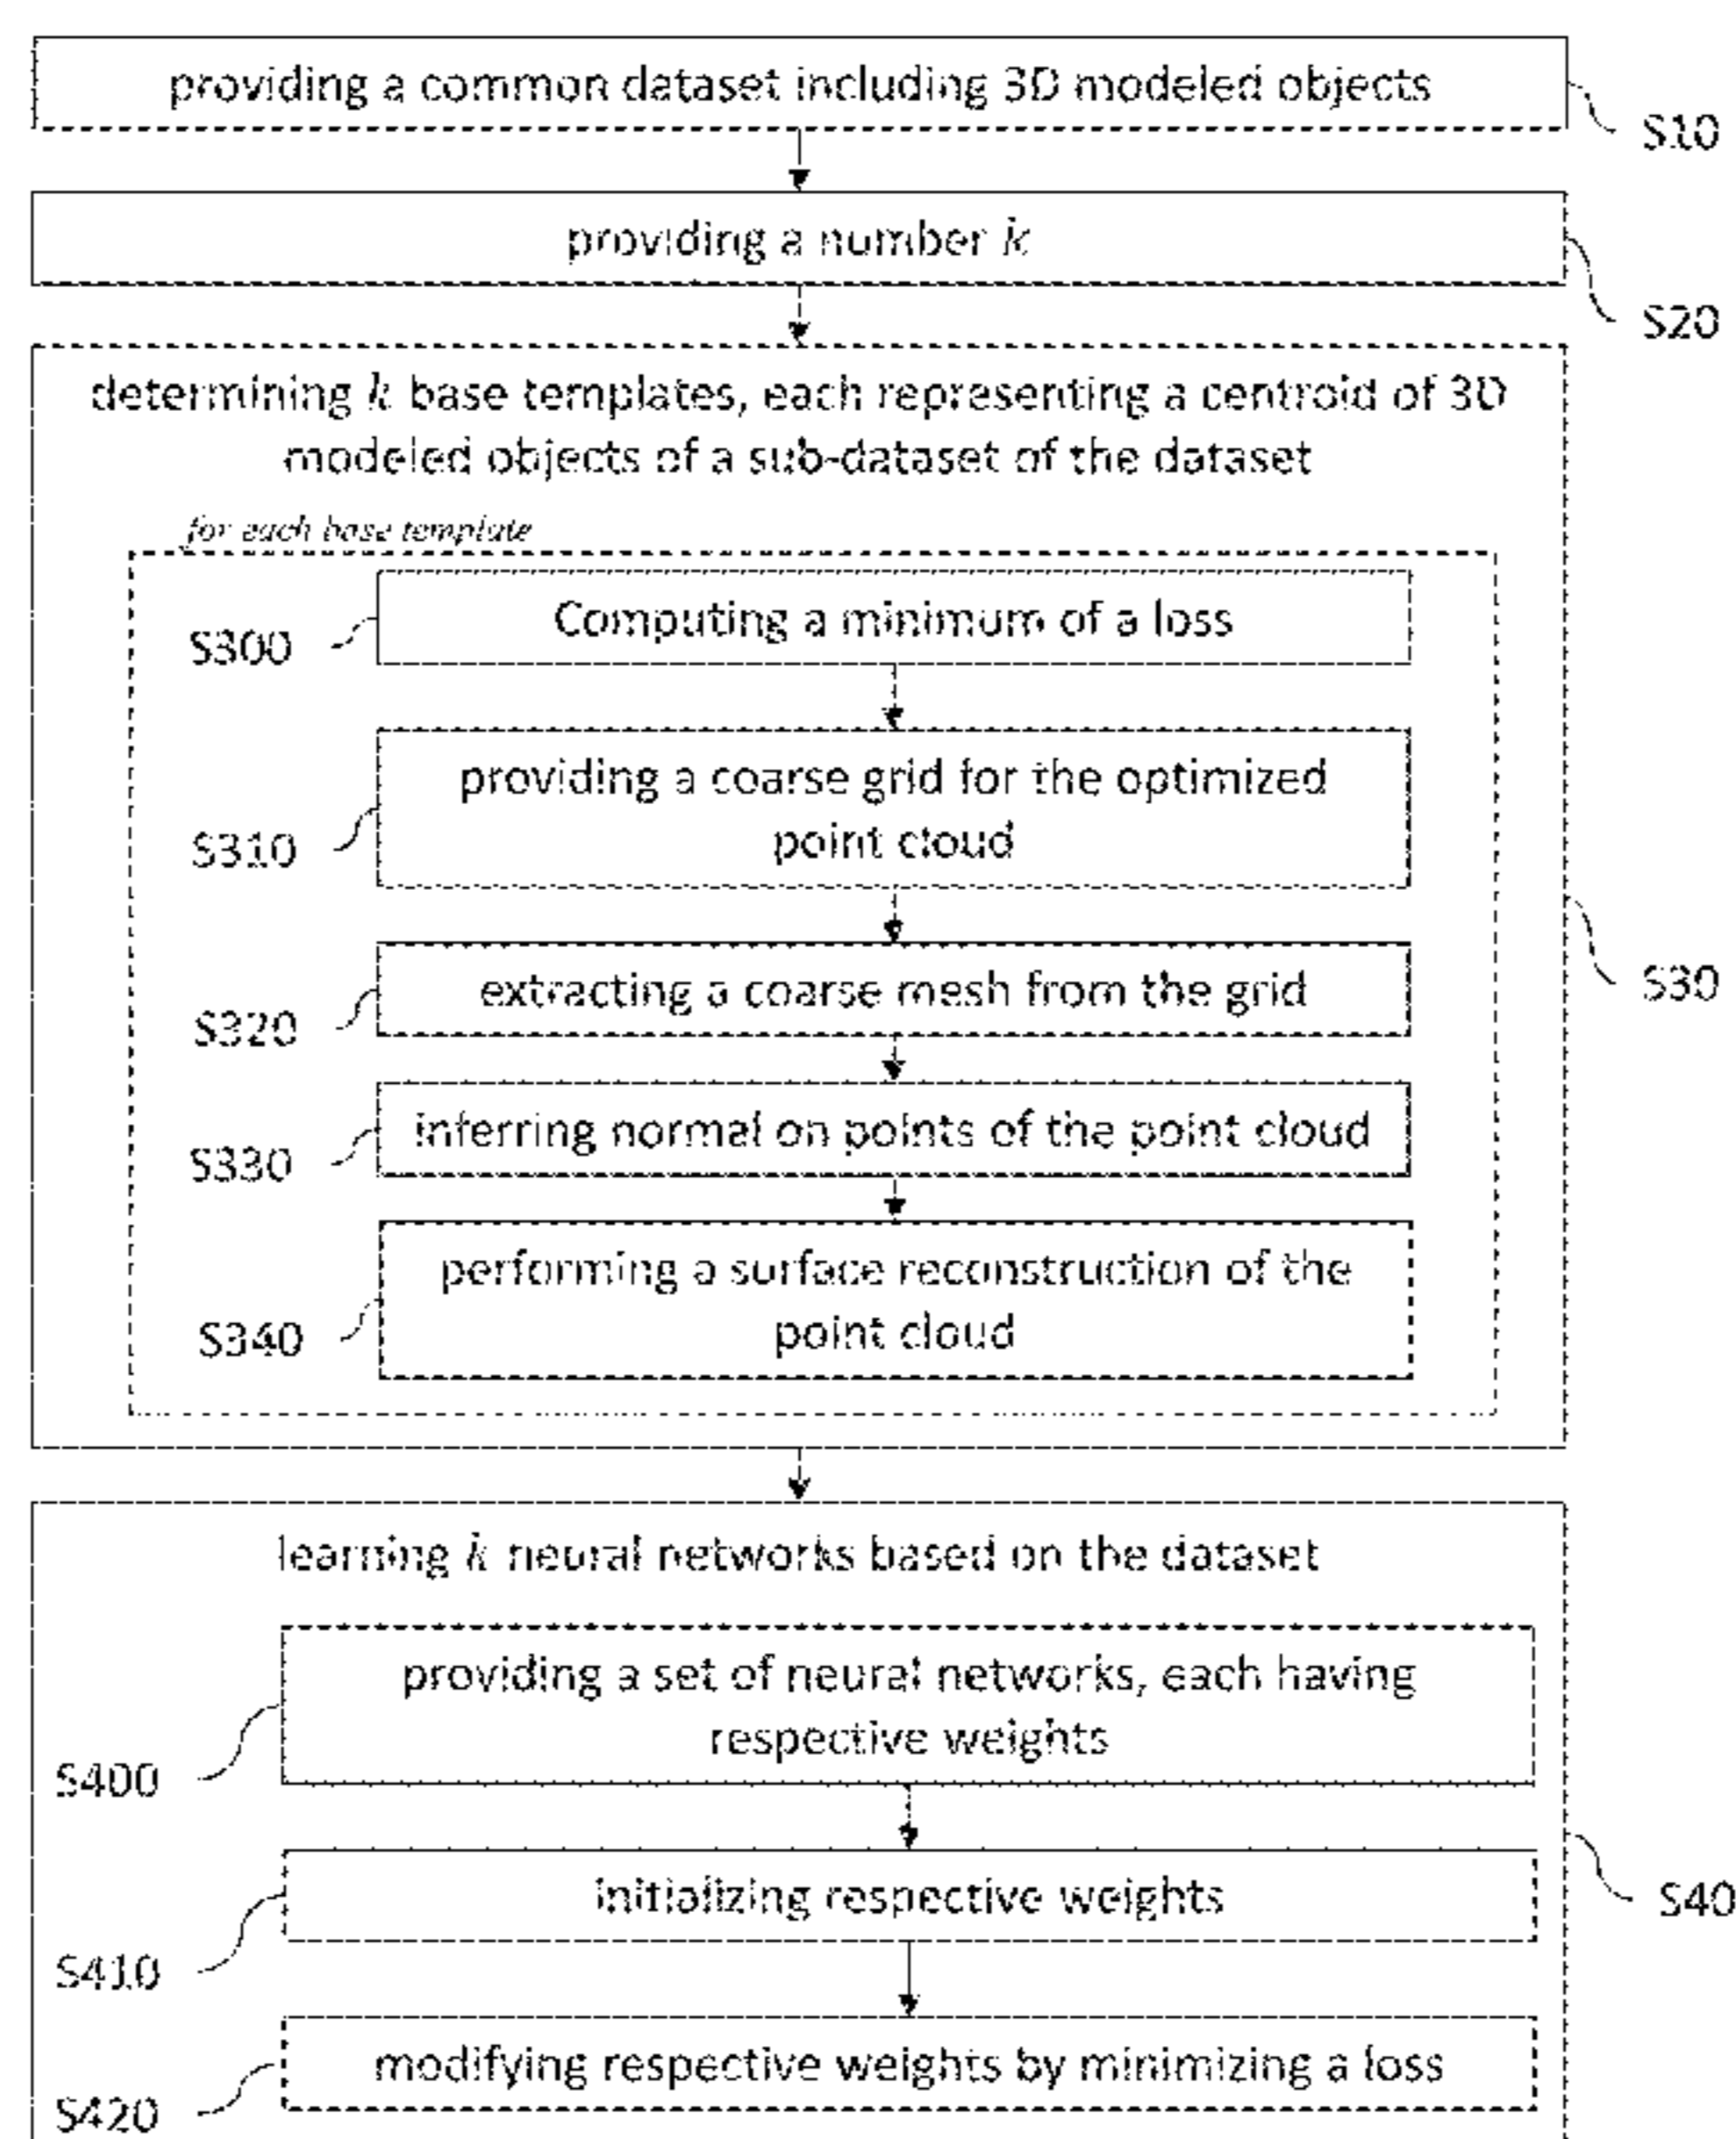 providing a common dataset including 3D modeled objects
S10
providing a number k
S20
determining k base templates, each representing a centroid of 3D
modeled objects of a sub-dataset of the dataset
for each base template
Computing a minimum of a loss
S300
providing a coarse grid for the optimized
point cloud
S310
extracting a coarse mesh from the grid
S320
S30
inferring normal on points of the point cloud
S330
performing a surface reconstruction of the
point cloud
S340
learning k neural networks based on the dataset
providing a set of neural networks, each having
respective weights
S400
initializing respective weights
S40
S410
modifying respective weights by minimizing a loss
S420